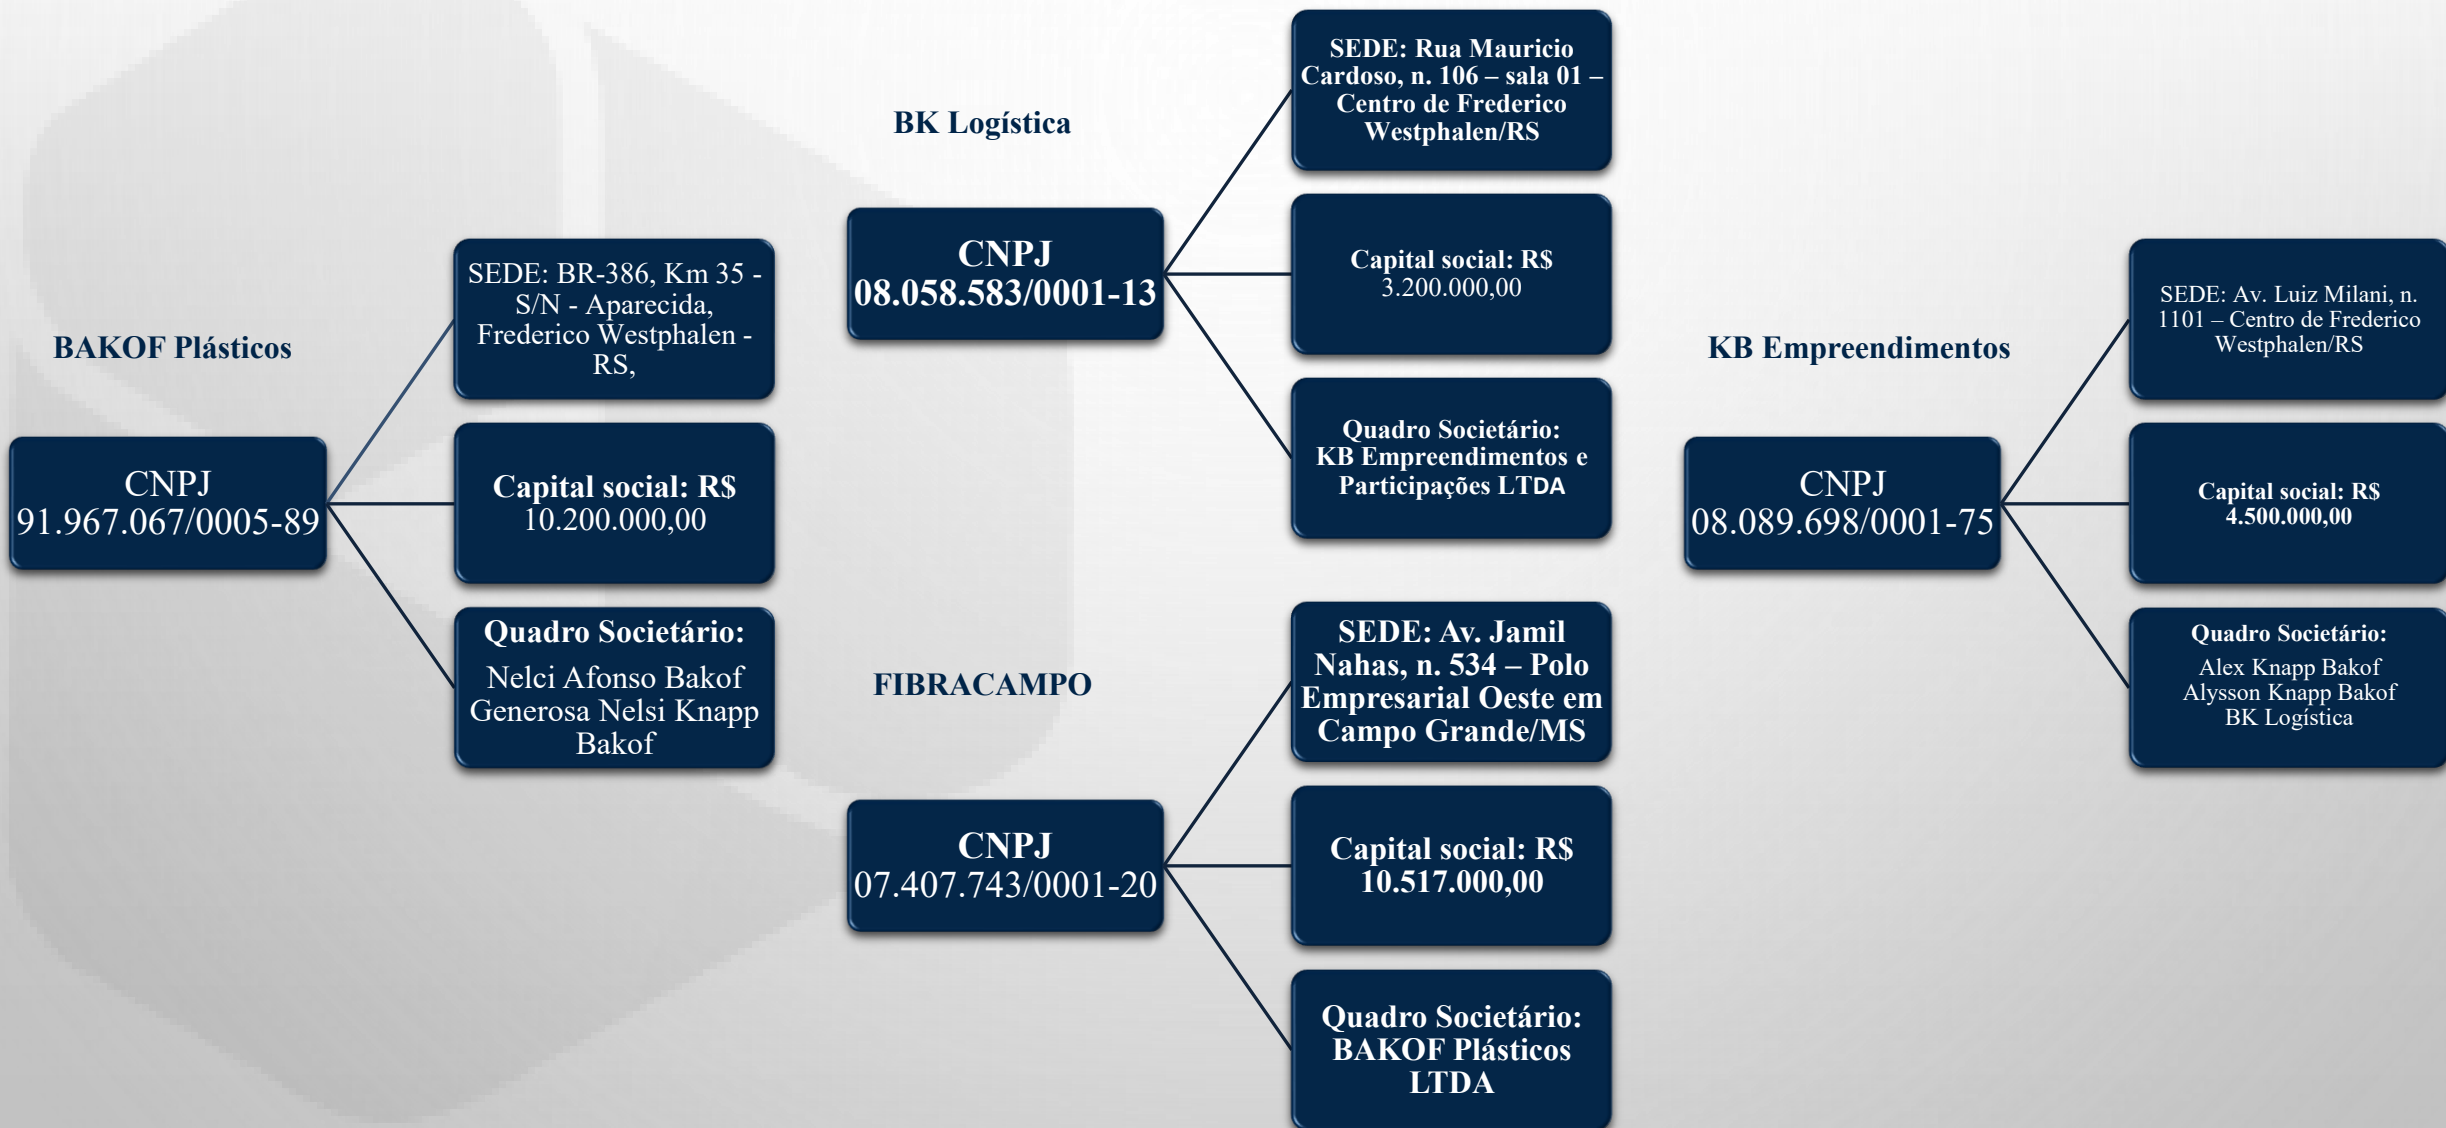 BAKOF Plásticos
CNPJ
91.967.067/0005-89
SEDE: BR-386, Km 35 -
S/N - Aparecida,
Frederico Westphalen -
RS,
Capital social: R$
10.200.000,00
Quadro Societário:
Nelci Afonso Bakof
Generosa Nelsi Knapp
Bakof
BK Logística
CNPJ
08.058.583/0001-13
SEDE: Rua Mauricio
Cardoso, n. 106 – sala 01 –
Centro de Frederico
Westphalen/RS
Capital social: R$
3.200.000,00
Quadro Societário:
KB Empreendimentos e
Participações LTDA
FIBRACAMPO
CNPJ
07.407.743/0001-20
SEDE: Av. Jamil
Nahas, n. 534 – Polo
Empresarial Oeste em
Campo Grande/MS
Capital social: R$
10.517.000,00
Quadro Societário:
BAKOF Plásticos
LTDA
KB Empreendimentos
CNPJ
08.089.698/0001-75
SEDE: Av. Luiz Milani, n.
1101 – Centro de Frederico
Westphalen/RS
Capital social: R$
4.500.000,00
Quadro Societário:
Alex Knapp Bakof
Alysson Knapp Bakof
BK Logística